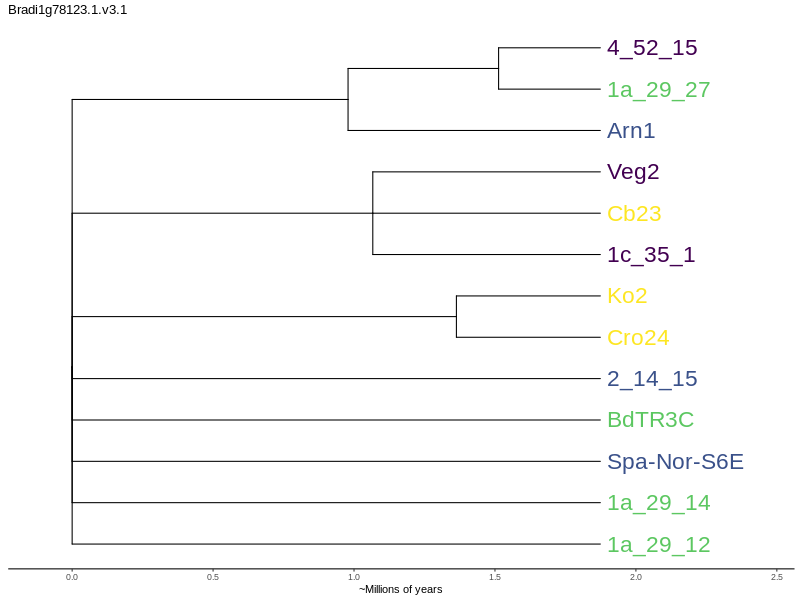 Bradi1g78123.1.v3.1
4_52_15
1a_29_27
Arn1
Veg2
Cb23
1c_35_1
Ko2
Cro24
2_14_15
BdTR3C
Spa-Nor-S6E
1a_29_14
1a_29_12
0.0 0.5 1.0 1.5 2.0 2.5
~Millions of years